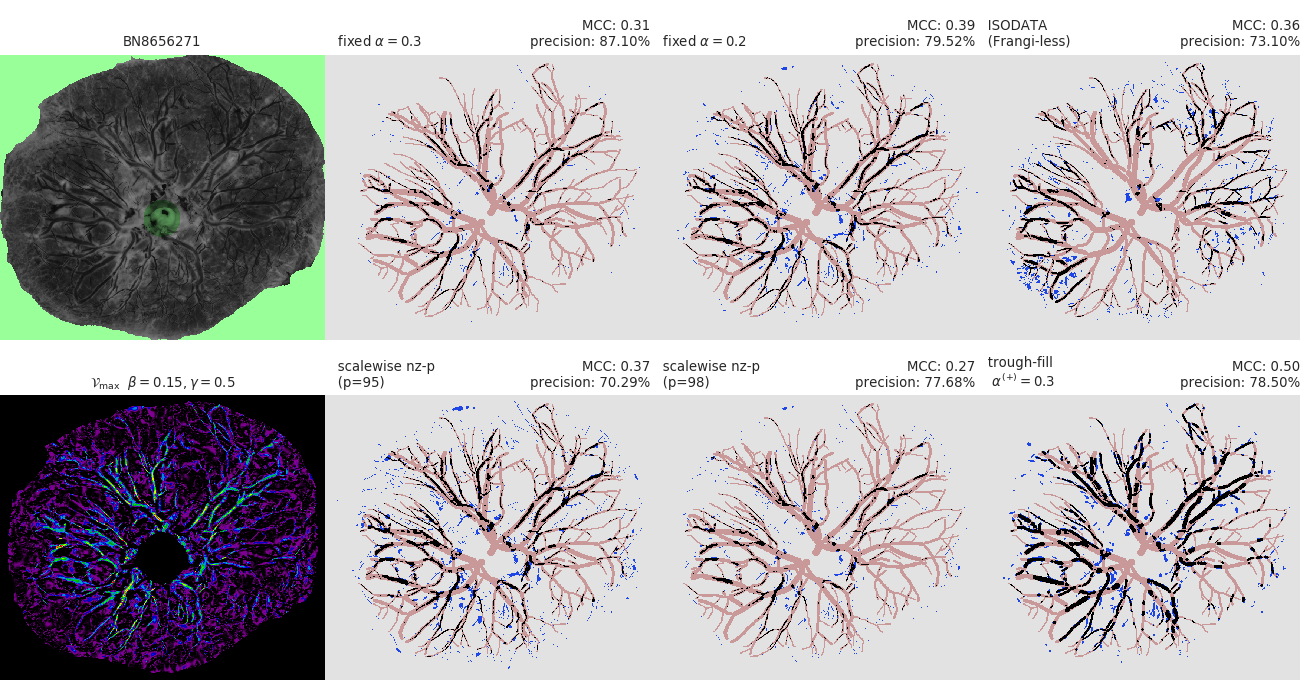 BN8656271
fixed α = 0.3
MCC: 0.31
precision: 87.10%
fixed α = 0.2
MCC: 0.39
precision: 79.52%
ISODATA
(Frangi-less)
MCC: 0.36
precision: 73.10%
𝒱max β = 0.15, γ = 0.5
scalewise nz-p
(p=95)
MCC: 0.37
precision: 70.29%
scalewise nz-p
(p=98)
MCC: 0.27
precision: 77.68%
trough-fill
α(+) = 0.3
MCC: 0.50
precision: 78.50%